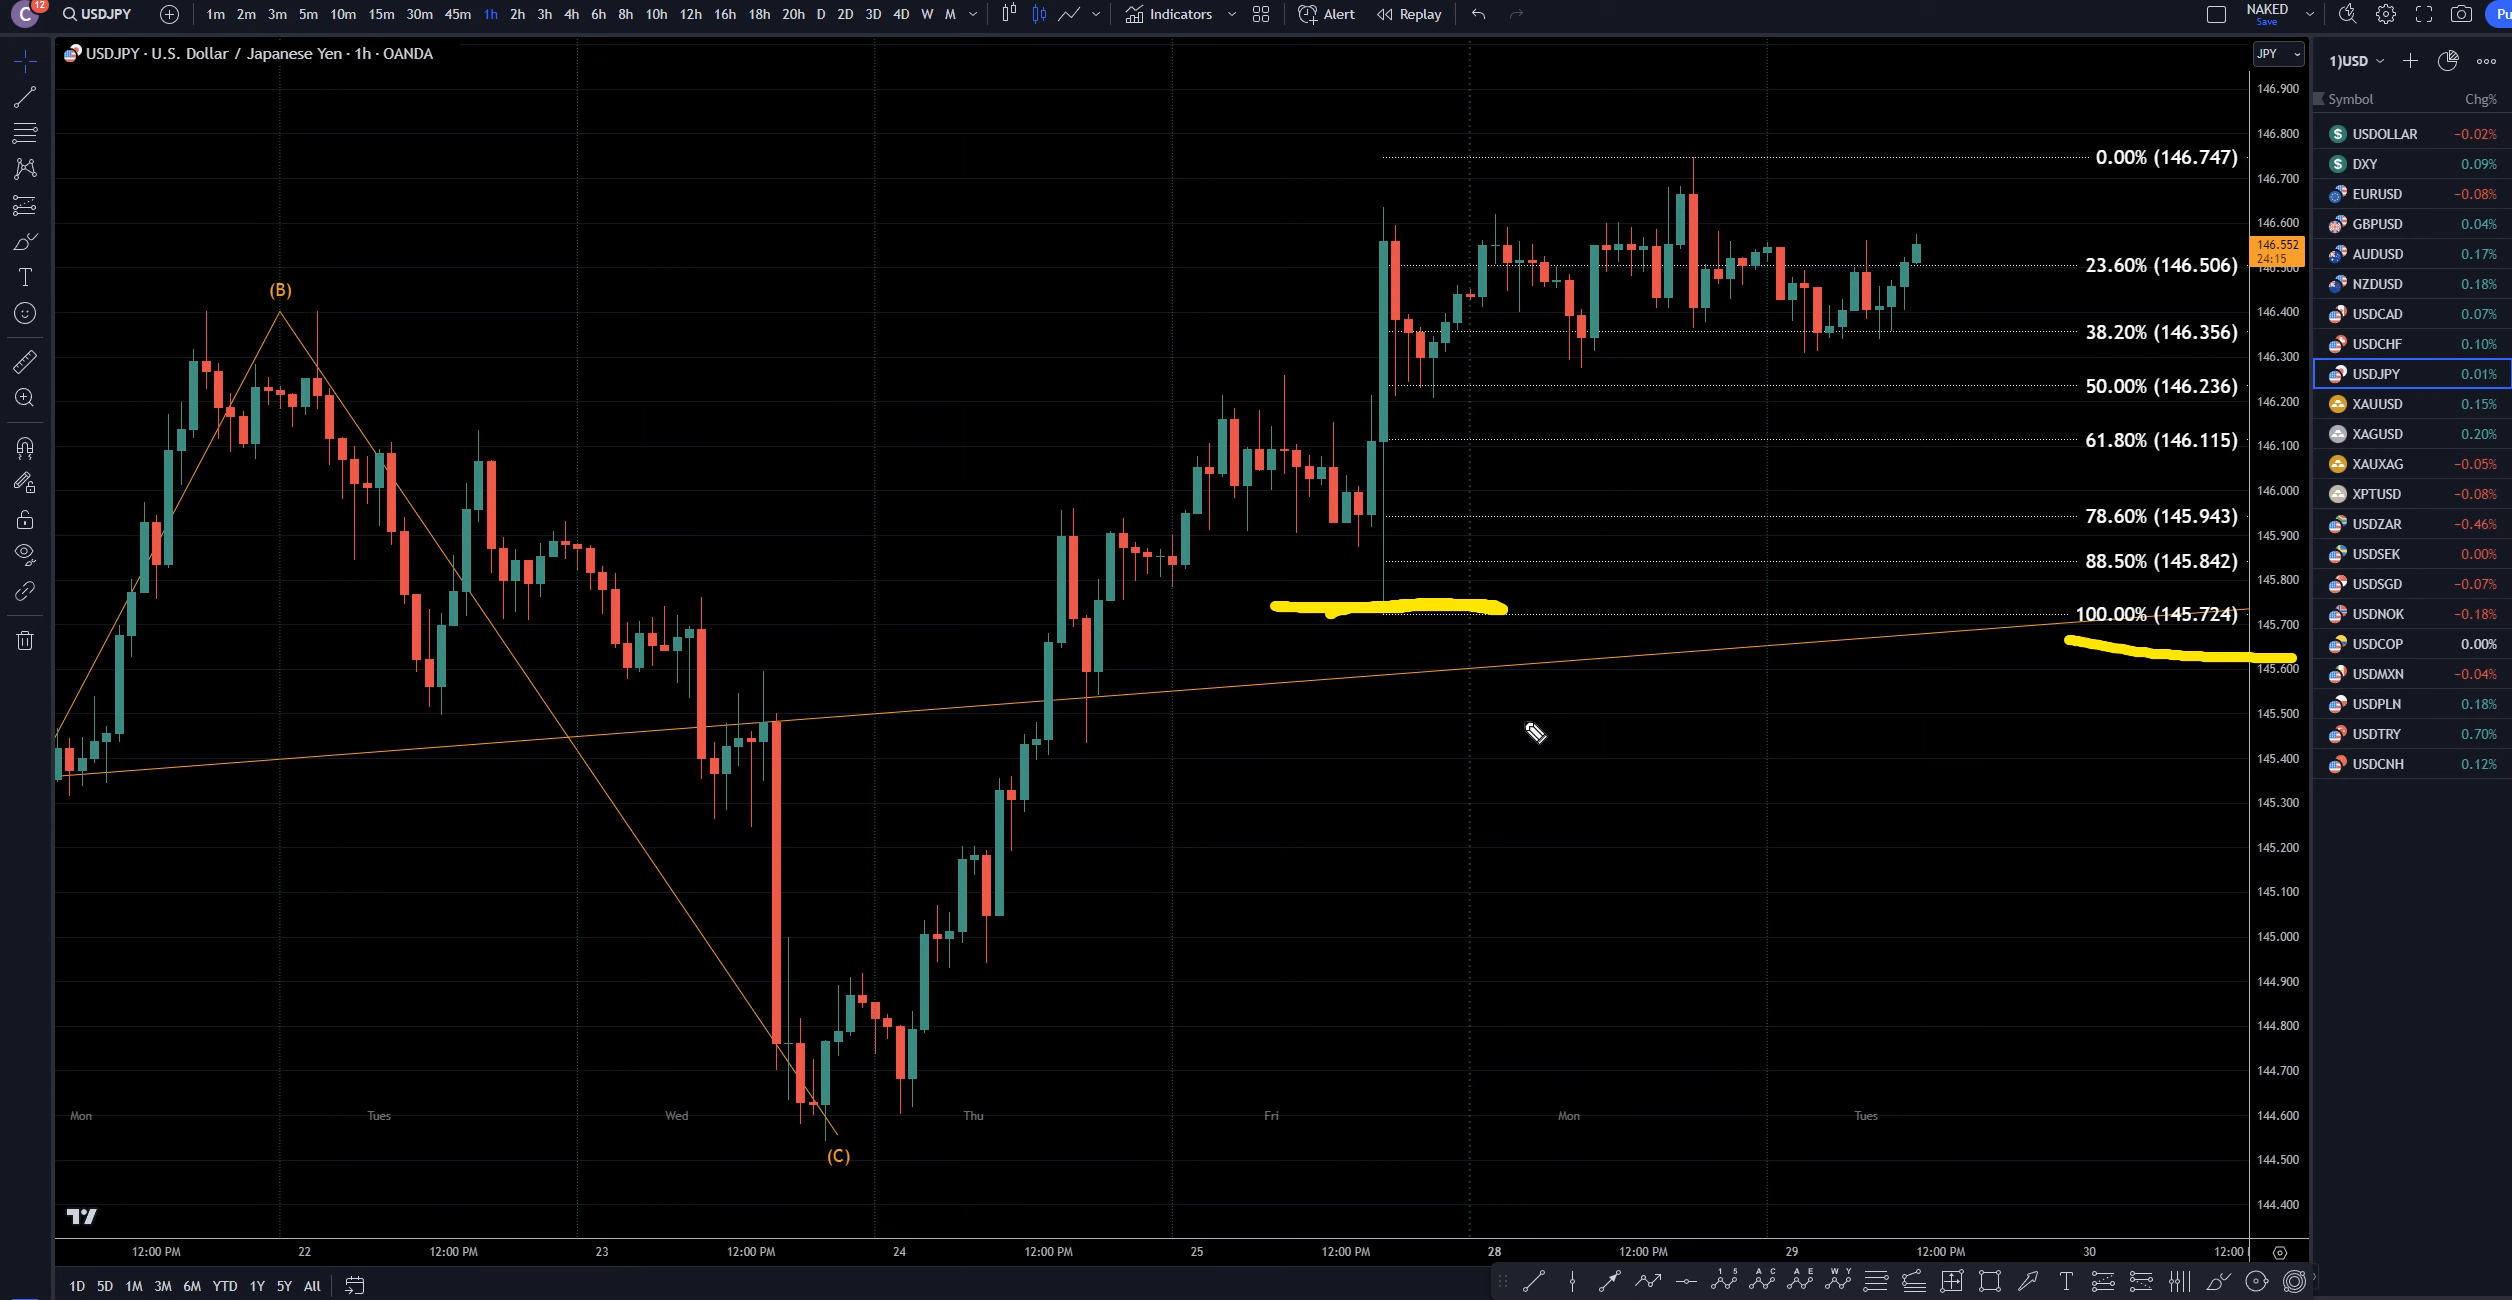 C 12 USDJPY 1m 2m 3m 5m 10m 15m 30m 45m 1h 2h 3h 4h 6h 8h 10h 12h 16h 18h 20h D 2D 3D 4D W M Indicators Alert Replay NAKED Save Pu
USDJPY · U.S. Dollar / Japanese Yen · 1h · OANDA
JPY
146.900
146.800
146.700
146.600
146.552
24:15
146.500
146.400
146.300
146.200
146.100
146.000
145.900
145.800
145.700
145.600
145.500
145.400
145.300
145.200
145.100
145.000
144.900
144.800
144.700
144.600
144.500
144.400
0.00% (146.747)
23.60% (146.506)
38.20% (146.356)
50.00% (146.236)
61.80% (146.115)
78.60% (145.943)
88.50% (145.842)
100.00% (145.724)
(B)
(C)
Mon Tues Wed Thu Fri Mon Tues
12:00 PM 22 12:00 PM 23 12:00 PM 24 12:00 PM 25 12:00 PM 28 12:00 PM 29 12:00 PM 30 12:00
1D 5D 1M 3M 6M YTD 1Y 5Y All
1)USD
Symbol Chg%
USDOLLAR −0.02%
DXY 0.09%
EURUSD −0.08%
GBPUSD 0.04%
AUDUSD 0.17%
NZDUSD 0.18%
USDCAD 0.07%
USDCHF 0.10%
USDJPY 0.01%
XAUUSD 0.15%
XAGUSD 0.20%
XAUXAG −0.05%
XPTUSD −0.08%
USDZAR −0.46%
USDSEK 0.00%
USDSGD −0.07%
USDNOK −0.18%
USDCOP 0.00%
USDMXN −0.04%
USDPLN 0.18%
USDTRY 0.70%
USDCNH 0.12%